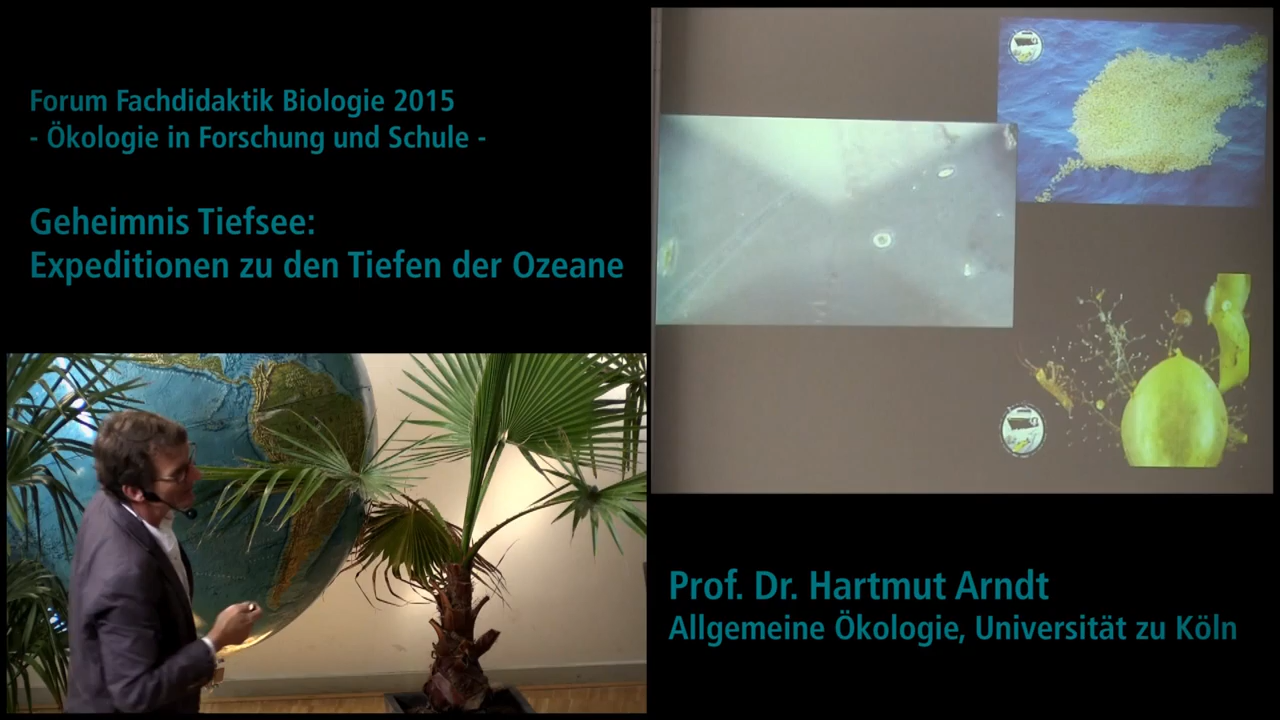 Forum Fachdidaktik Biologie 2015
- Ökologie in Forschung und Schule -
Geheimnis Tiefsee:
Expeditionen zu den Tiefen der Ozeane
Prof. Dr. Hartmut Arndt
Allgemeine Ökologie, Universität zu Köln